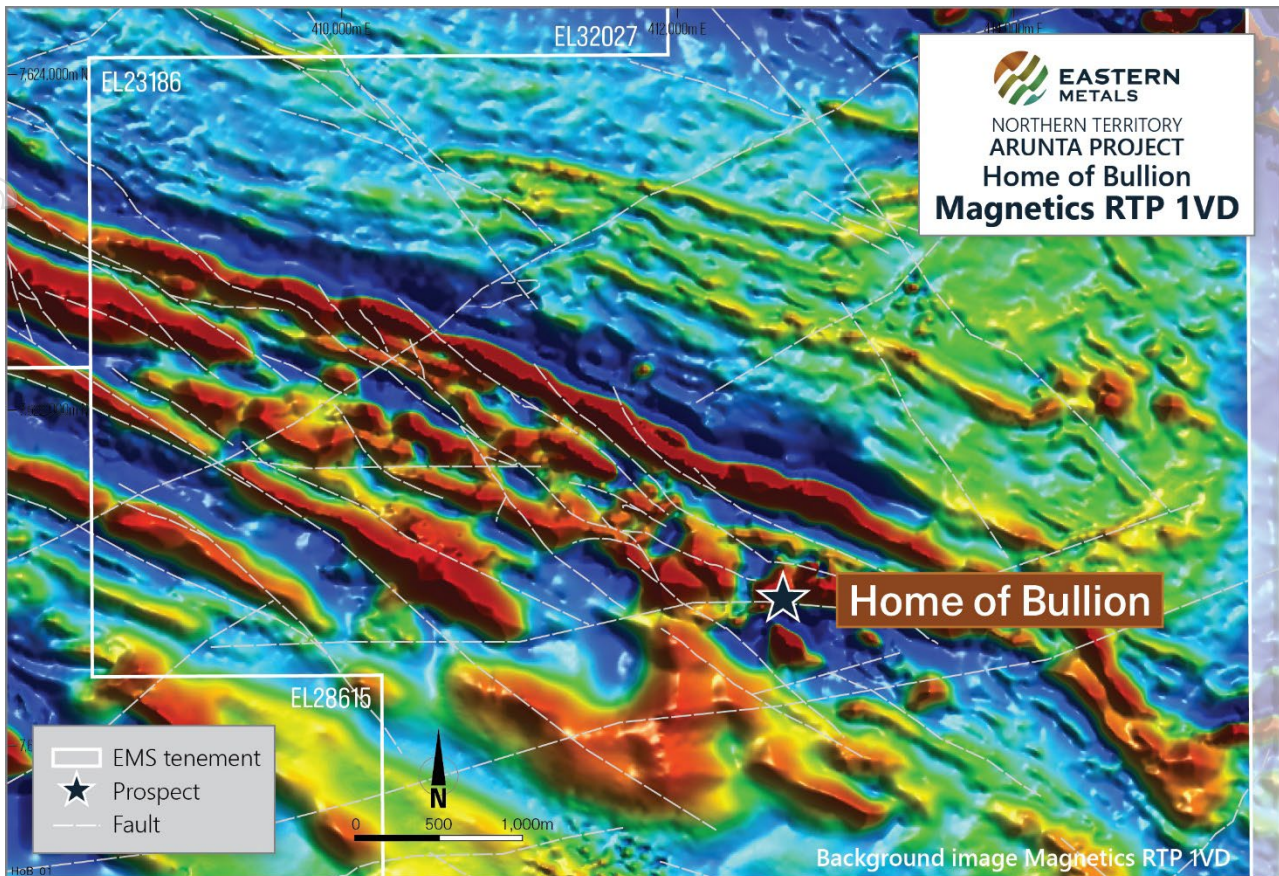 410,000m E
412,000m E
EL32027
7,624,000m N
EL23186
EASTERN
METALS
NORTHERN TERRITORY
ARUNTA PROJECT
Home of Bullion
Magnetics RTP 1VD
Home of Bullion
EL28615
EMS tenement
Prospect
Fault
N
0 500 1,000m
Background image Magnetics RTP 1VD
HoB_01